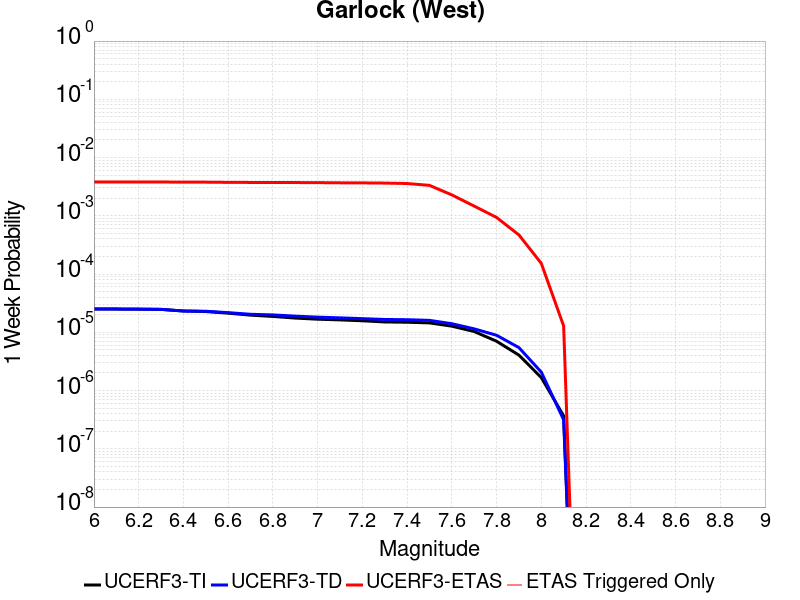 Garlock (West)
10^0
10^-1
10^-2
10^-3
10^-4
10^-5
10^-6
10^-7
10^-8
1 Week Probability
6 6.2 6.4 6.6 6.8 7 7.2 7.4 7.6 7.8 8 8.2 8.4 8.6 8.8 9
Magnitude
UCERF3-TI UCERF3-TD UCERF3-ETAS ETAS Triggered Only